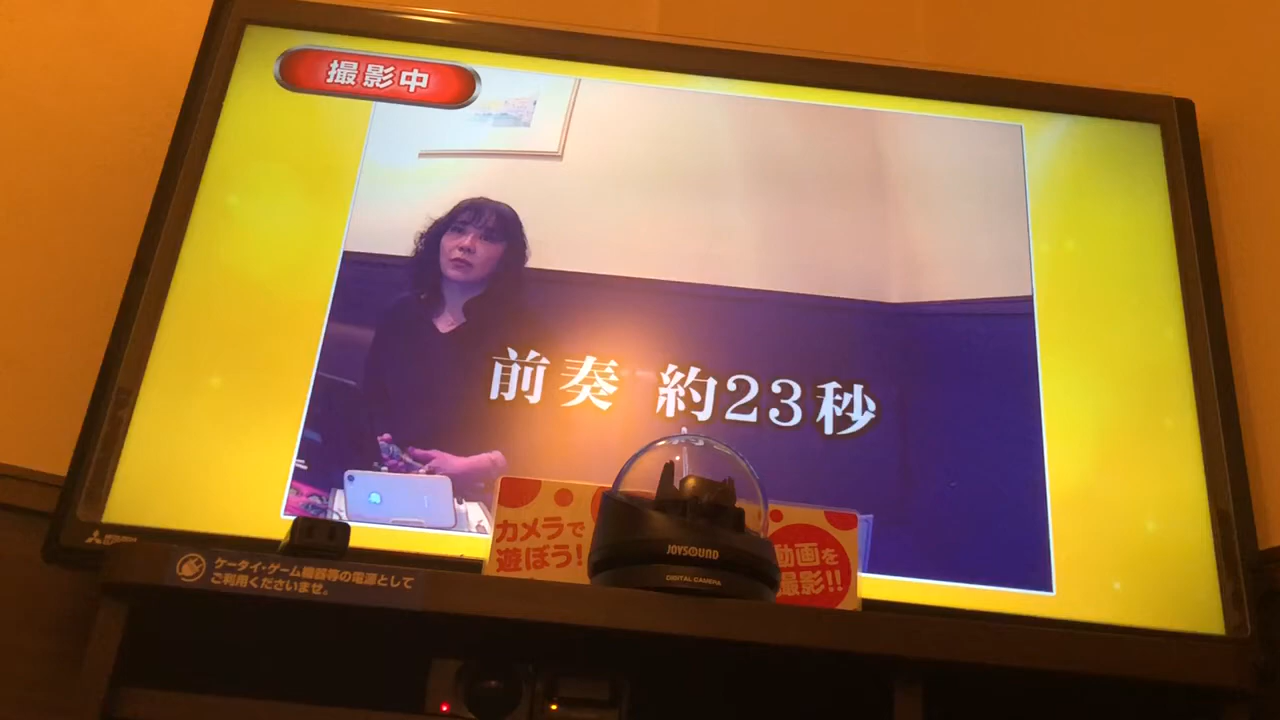 撮影中
前奏 約23秒
カメラで
遊ぼう!
JOYSOUND
DIGITAL CAMERA
動画を
撮影!!
MITSUBISHI
ケータイ・ゲーム機器等の電源として
ご利用くださいませ。